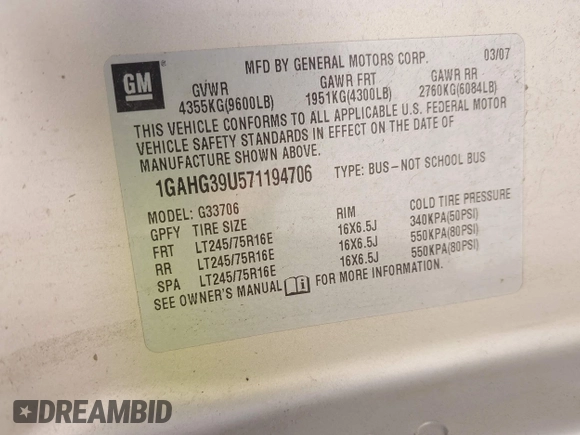 GM
MFD BY GENERAL MOTORS CORP. 03/07
GVWR GAWR FRT GAWR RR
4355KG(9600LB) 1951KG(4300LB) 2760KG(6084LB)
THIS VEHICLE CONFORMS TO ALL APPLICABLE U.S. FEDERAL MOTOR
VEHICLE SAFETY STANDARDS IN EFFECT ON THE DATE OF
MANUFACTURE SHOWN ABOVE.
1GAHG39U571194706 TYPE: BUS-NOT SCHOOL BUS
MODEL: G33706
GPFY TIRE SIZE RIM COLD TIRE PRESSURE
FRT LT245/75R16E 16X6.5J 340KPA(50PSI)
RR LT245/75R16E 16X6.5J 550KPA(80PSI)
SPA LT245/75R16E 16X6.5J 550KPA(80PSI)
SEE OWNER'S MANUAL FOR MORE INFORMATION.
DREAMBID